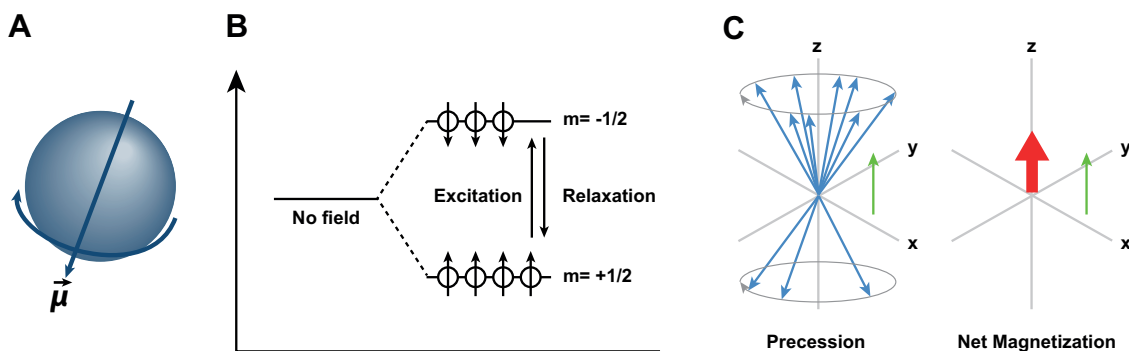 A
B
C
μ
No field
m= -1/2
Excitation
Relaxation
m= +1/2
z
y
x
Precession
z
y
x
Net Magnetization